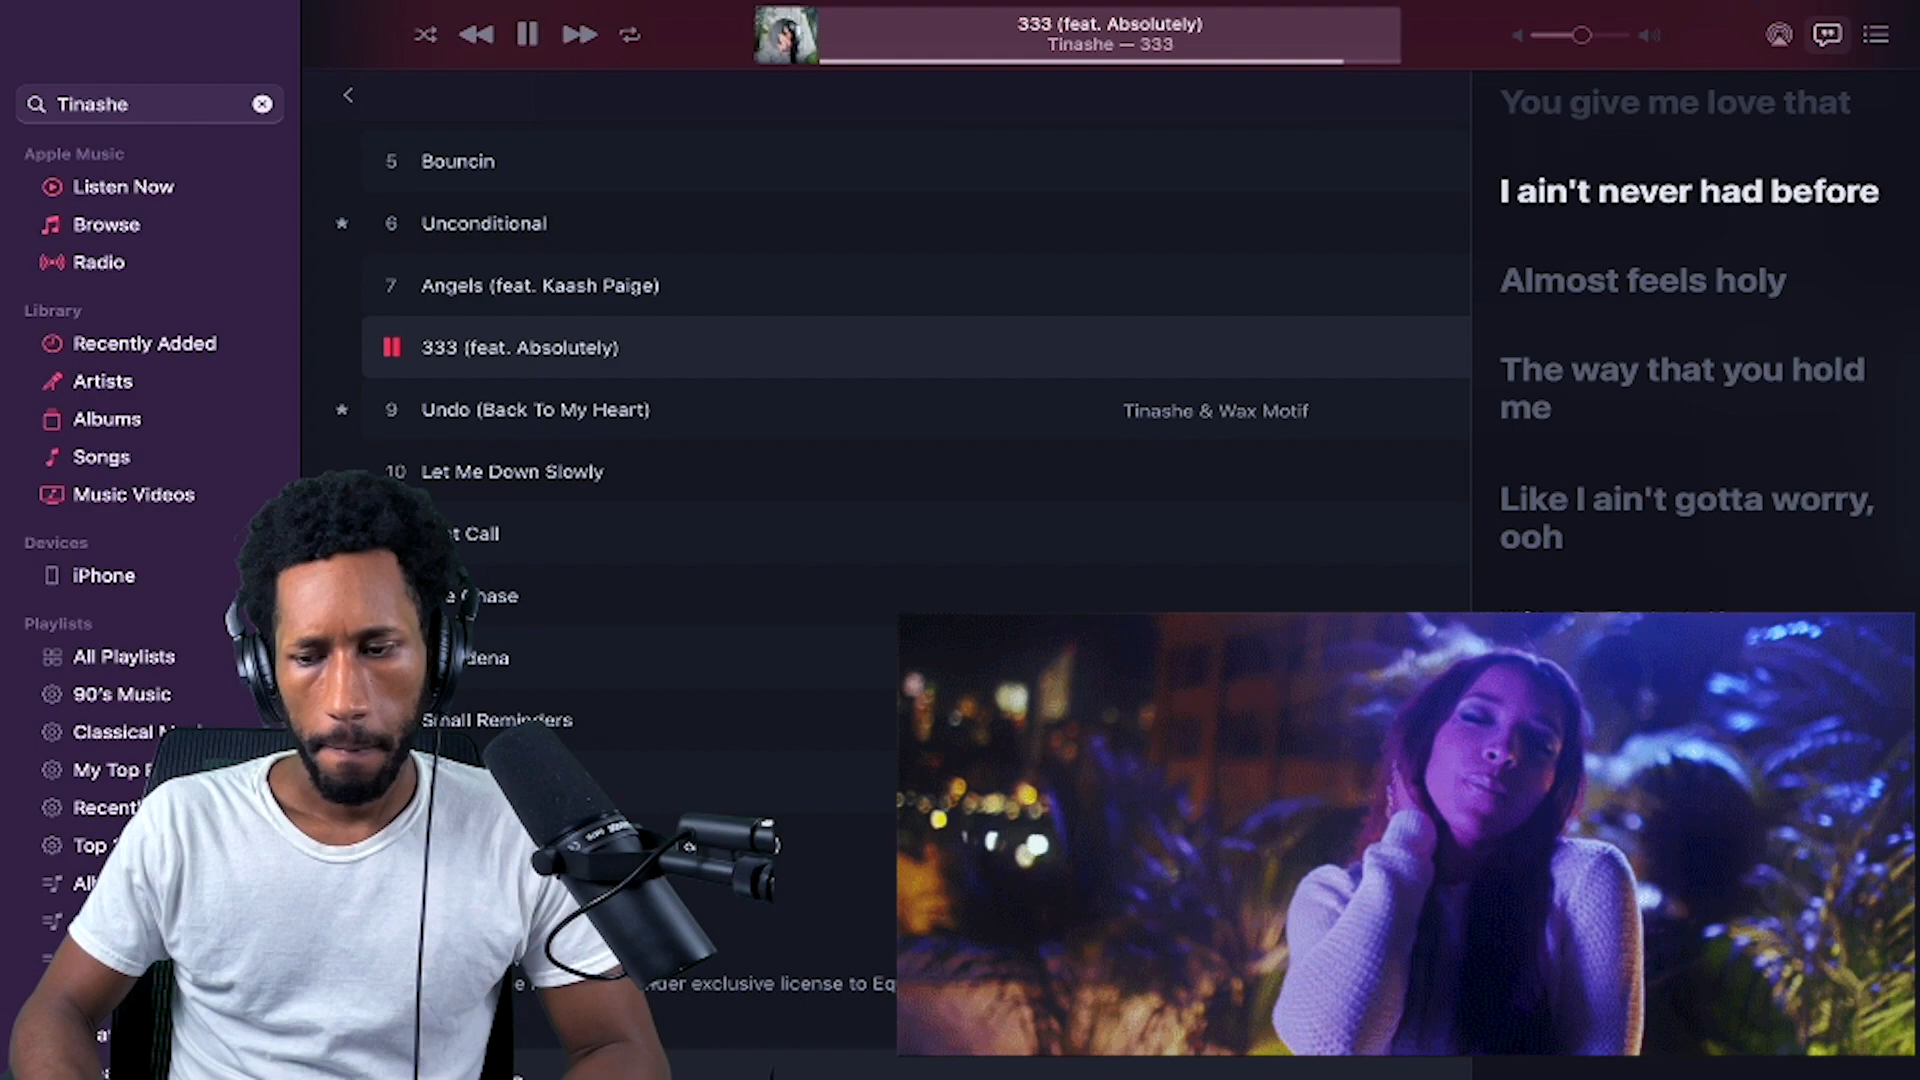 333 (feat. Absolutely)
Tinashe — 333
Tinashe
Apple Music
Listen Now
Browse
Radio
Library
Recently Added
Artists
Albums
Songs
Music Videos
Devices
iPhone
Playlists
All Playlists
90's Music
Classical
My Top
Top
5 Bouncin
★ 6 Unconditional
7 Angels (feat. Kaash Paige)
333 (feat. Absolutely)
★ 9 Undo (Back To My Heart) Tinashe & Wax Motif
10 Let Me Down Slowly
Call
Small Reminders
exclusive license to
You give me love that
I ain't never had before
Almost feels holy
The way that you hold
me
Like I ain't gotta worry,
ooh